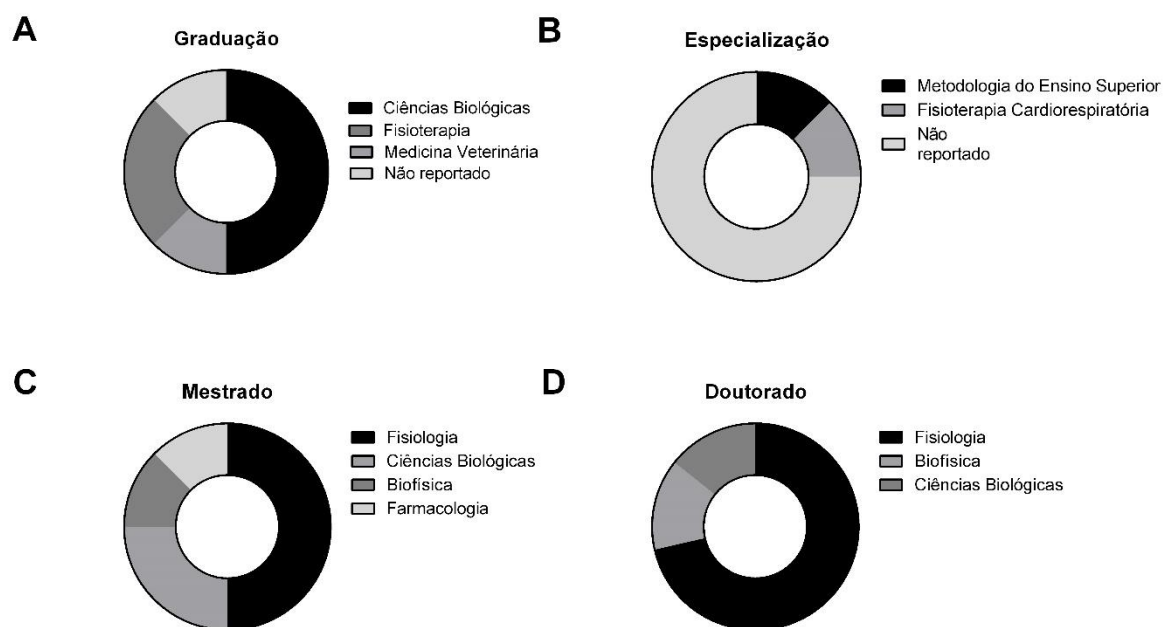 A
Graduação
Ciências Biológicas
Fisioterapia
Medicina Veterinária
Não reportado
B
Especialização
Metodologia do Ensino Superior
Fisioterapia Cardiorespiratória
Não
reportado
C
Mestrado
Fisiologia
Ciências Biológicas
Biofísica
Farmacologia
D
Doutorado
Fisiologia
Biofisica
Ciências Biológicas